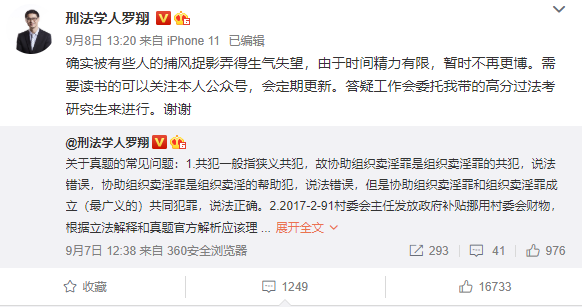 刑法学人罗翔
9月8日 13:20 来自 iPhone 11 已编辑
确实被有些人的捕风捉影弄得生气失望，由于时间精力有限，暂时不再更博。需
要读书的可以关注本人公众号，会定期更新。答疑工作会委托我带的高分过法考
研究生来进行。谢谢
@刑法学人罗翔
关于真题的常见问题：1.共犯一般指狭义共犯，故协助组织卖淫罪是组织卖淫罪的共犯，说法
错误，协助组织卖淫罪是组织卖淫的帮助犯，说法错误，但是协助组织卖淫罪和组织卖淫罪成
立（最广义的）共同犯罪，说法正确。2.2017-2-91村委会主任发放政府补贴挪用村委会财物，
根据立法解释和真题官方解析应该理 ... 展开全文
9月7日 12:38 来自 360安全浏览器 293 41 976
收藏 1249 16733